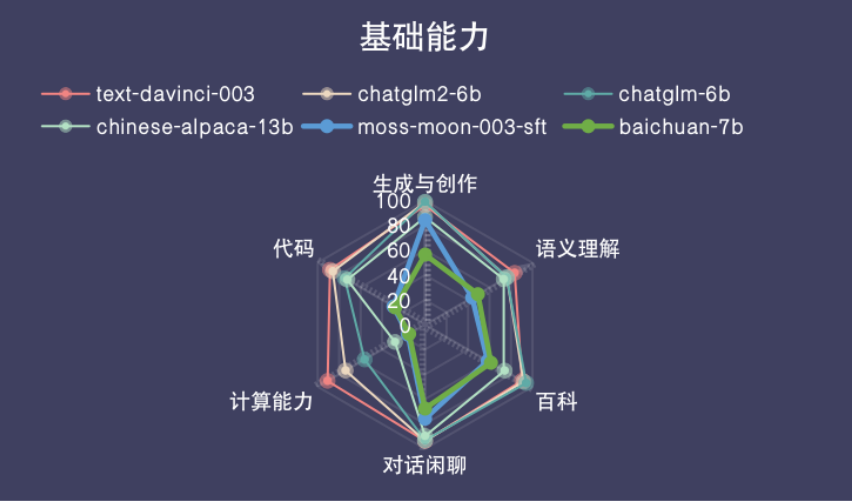 基础能力
text-davinci-003 chatglm2-6b chatglm-6b
chinese-alpaca-13b moss-moon-003-sft baichuan-7b
生成与创作
100
80
代码 语义理解
60
40
20
0
计算能力 百科
对话闲聊